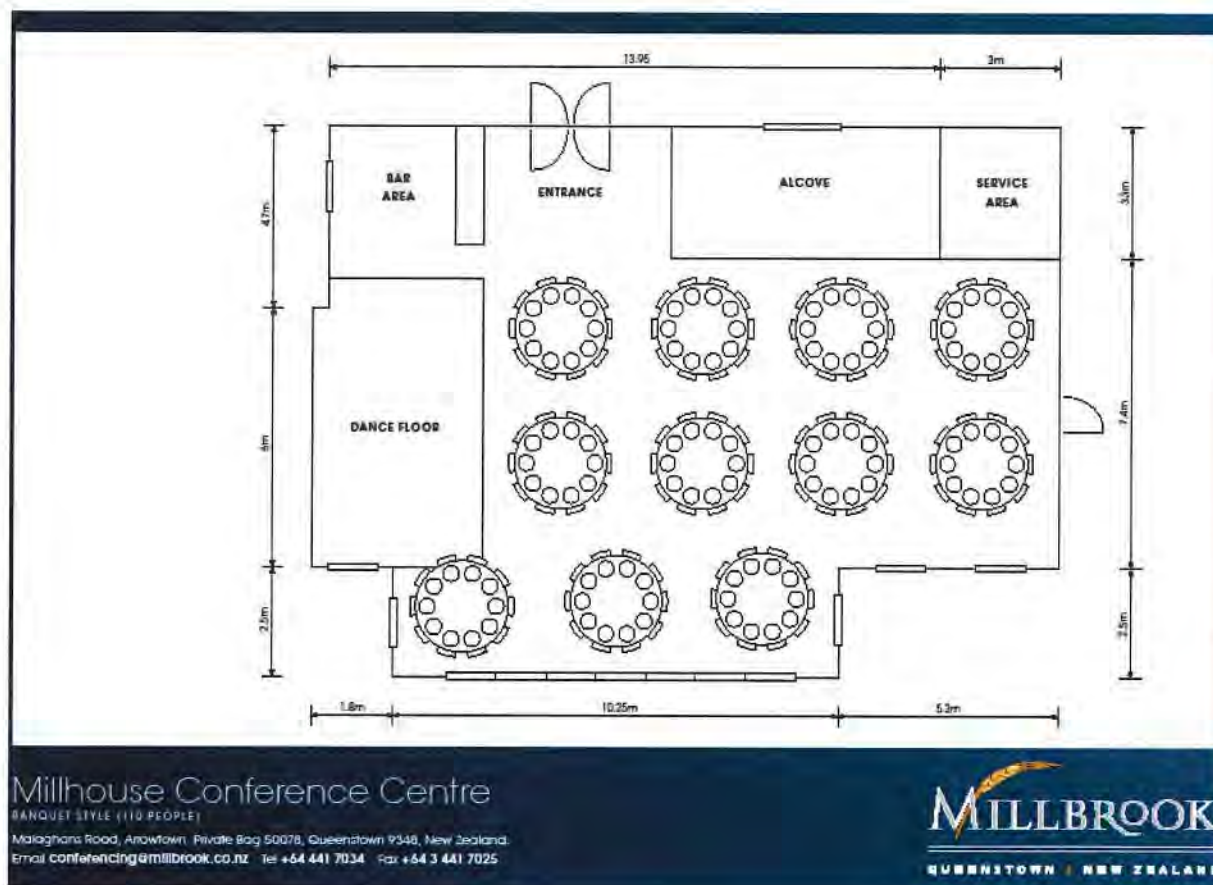 13.95
3m
4.7m
BAR
AREA
ENTRANCE
ALCOVE
SERVICE
AREA
3.3m
6m
DANCE FLOOR
7.4m
2.5m
2.5m
1.8m
10.25m
5.2m
Millhouse Conference Centre
BANQUET STYLE (110 PEOPLE)
Malaghans Road, Arrowtown, Private Bag 50078, Queenstown 9348, New Zealand.
Email conferencing@millbrook.co.nz Tel +64 441 7034 Fax +64 3 441 7025
MILLBROOK
QUEENSTOWN | NEW ZEALAND